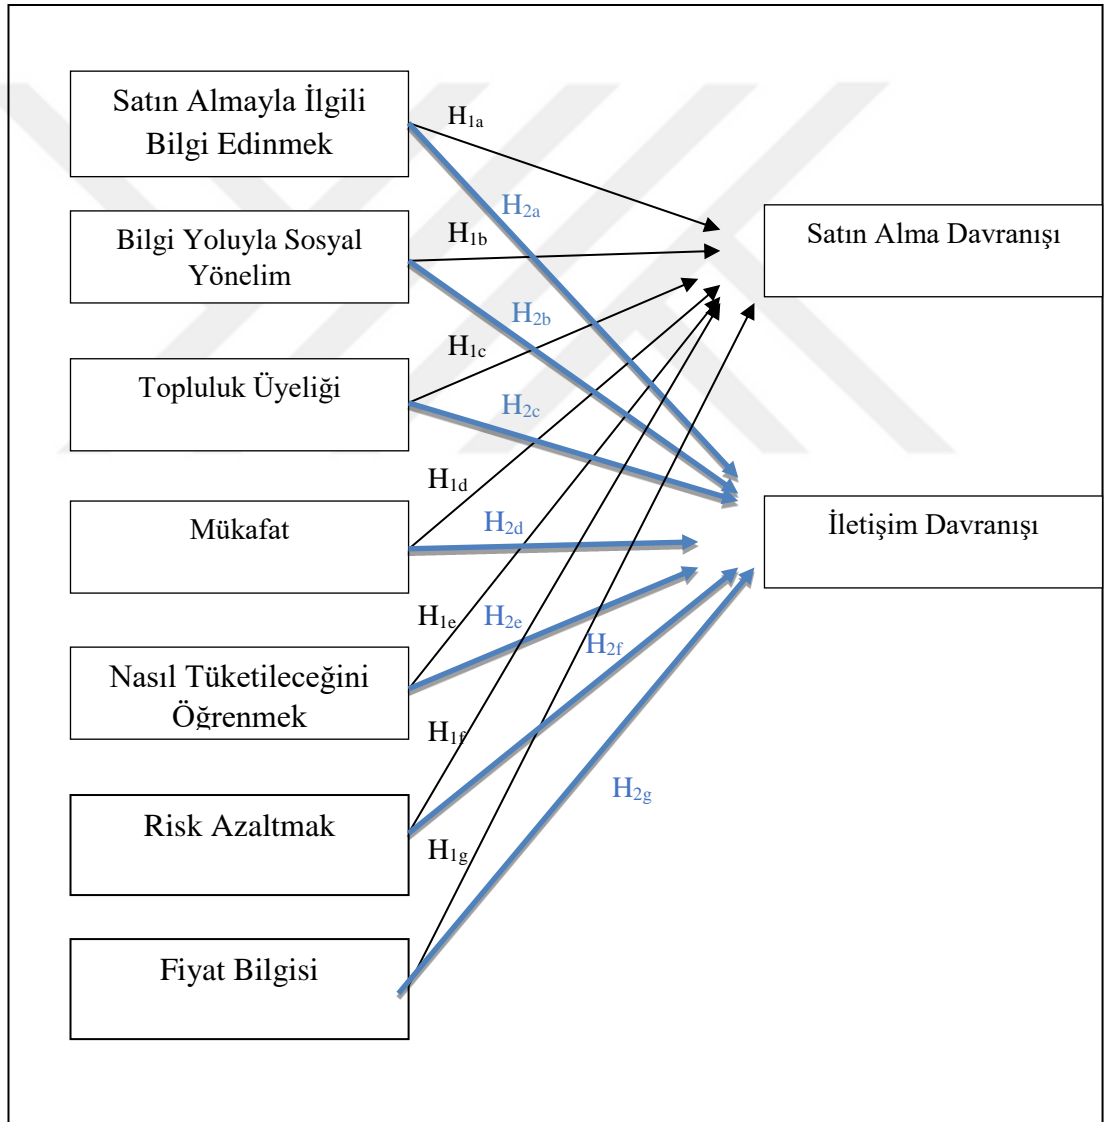 Satın Almayla İlgili
Bilgi Edinmek
H1a
H2a
Satın Alma Davranışı
Bilgi Yoluyla Sosyal
Yönelim
H1b
H2b
Topluluk Üyeliği
H1c
H2c
Mükafat
H1d
H2d
İletişim Davranışı
Nasıl Tüketileceğini
Öğrenmek
H1e
H2e
H2f
Risk Azaltmak
H1f
H2g
Fiyat Bilgisi
H1g